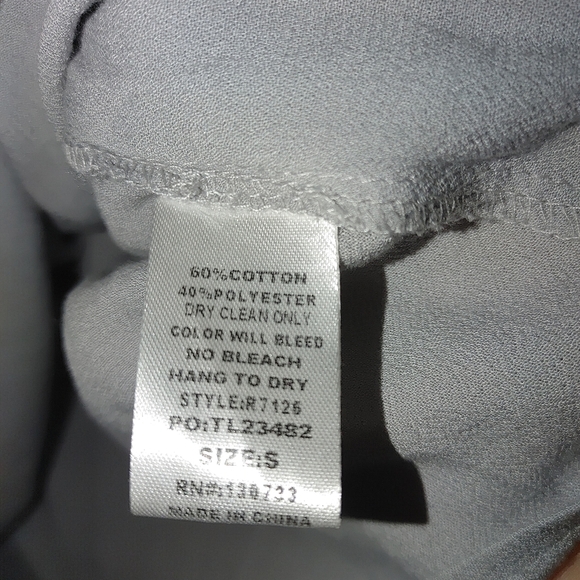 60%COTTON
40%POLYESTER
DRY CLEAN ONLY
COLOR WILL BLEED
NO BLEACH
HANG TO DRY
STYLE:R7126
PO:TL23482
SIZE:S
RN#:130733
MADE IN CHINA